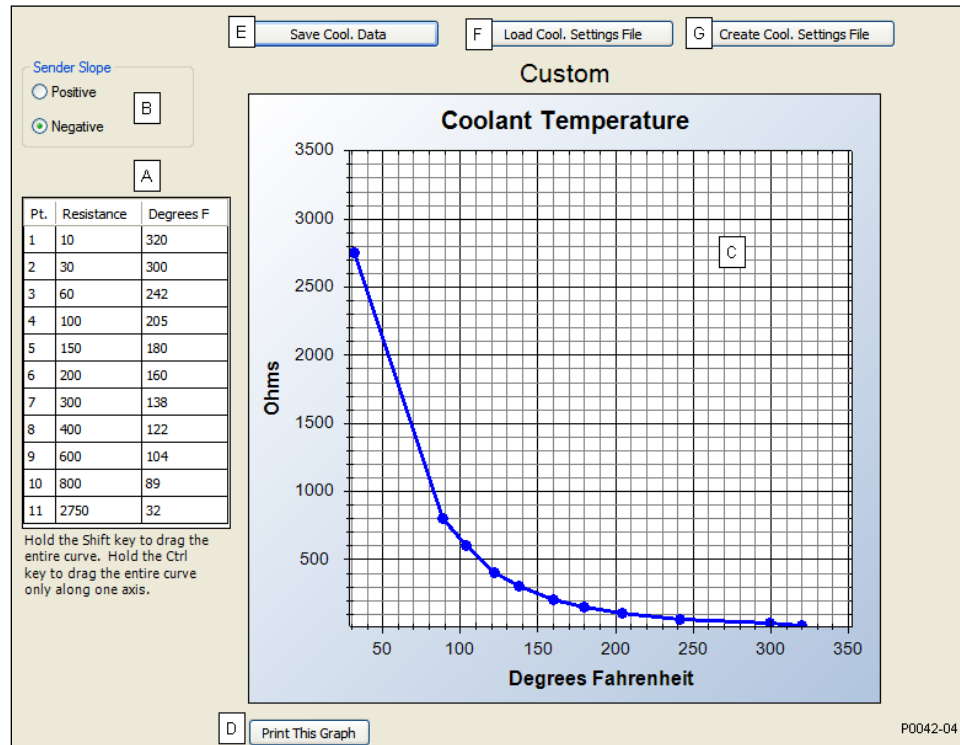 E Save Cool. Data F Load Cool. Settings File G Create Cool. Settings File
Sender Slope
Positive
Negative
B
Custom
A
Pt. Resistance Degrees F
1 10 320
2 30 300
3 60 242
4 100 205
5 150 180
6 200 160
7 300 138
8 400 122
9 600 104
10 800 89
11 2750 32
Hold the Shift key to drag the
entire curve. Hold the Ctrl
key to drag the entire curve
only along one axis.
Coolant Temperature
3500
3000
2500
2000
1500
1000
500
Ohms
C
50 100 150 200 250 300 350
Degrees Fahrenheit
D Print This Graph
P0042-04